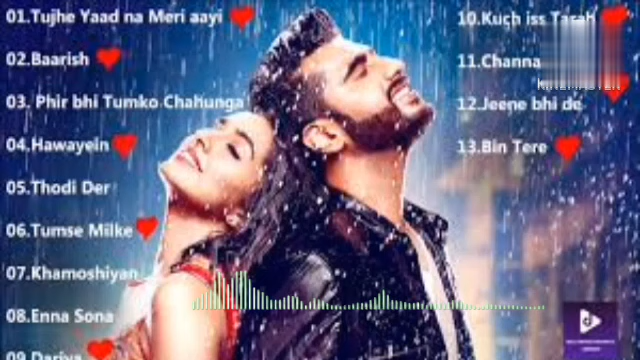 01.Tujhe Yaad na Meri aayi
02.Baarish
03. Phir bhi Tumko Chahunga
04.Hawayein
05.Thodi Der
06.Tumse Milke
07.Khamoshiyan
08.Enna Sona
09.Dariya
10.Kuch iss Tarah
11.Channa
12.Jeene bhi de
13.Bin Tere